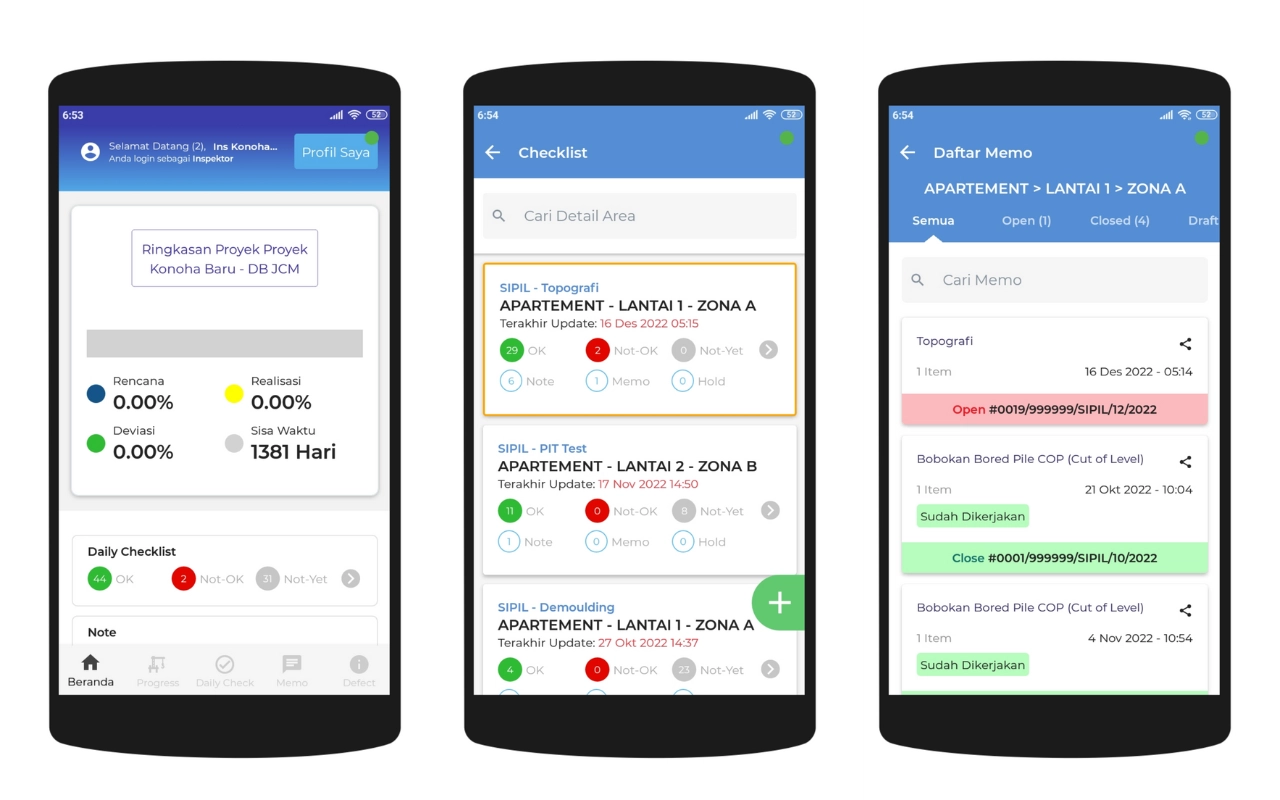 6:53
52
Selamat Datang (2), Ins Konoha...
Anda login sebagai Inspektor
Profil Saya
Ringkasan Proyek Proyek
Konoha Baru - DB JCM
Rencana
0.00%
Realisasi
0.00%
Deviasi
0.00%
Sisa Waktu
1381 Hari
Daily Checklist
44 OK
2 Not-OK
31 Not-Yet
Note
Beranda
Progress
Daily Check
Memo
Defect
6:54
52
Checklist
Cari Detail Area
SIPIL - Topografi
APARTEMENT - LANTAI 1 - ZONA A
Terakhir Update: 16 Des 2022 05:15
29 OK
2 Not-OK
0 Not-Yet
6 Note
1 Memo
0 Hold
SIPIL - PIT Test
APARTEMENT - LANTAI 2 - ZONA B
Terakhir Update: 17 Nov 2022 14:50
11 OK
0 Not-OK
8 Not-Yet
1 Note
0 Memo
0 Hold
SIPIL - Demoulding
APARTEMENT - LANTAI 1 - ZONA A
Terakhir Update: 27 Okt 2022 14:37
4 OK
0 Not-OK
23 Not-Yet
6:54
52
Daftar Memo
APARTEMENT > LANTAI 1 > ZONA A
Semua
Open (1)
Closed (4)
Draft
Cari Memo
Topografi
1 Item
16 Des 2022 - 05:14
Open #0019/999999/SIPIL/12/2022
Bobokan Bored Pile COP (Cut of Level)
1 Item
21 Okt 2022 - 10:04
Sudah Dikerjakan
Close #0001/999999/SIPIL/10/2022
Bobokan Bored Pile COP (Cut of Level)
1 Item
4 Nov 2022 - 10:54
Sudah Dikerjakan